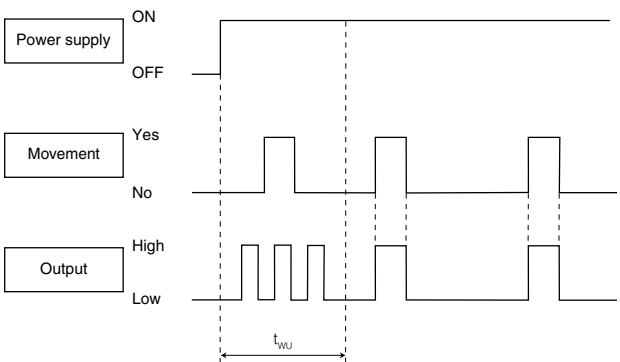 Power supply
ON
OFF
Movement
Yes
No
Output
High
Low
tWU